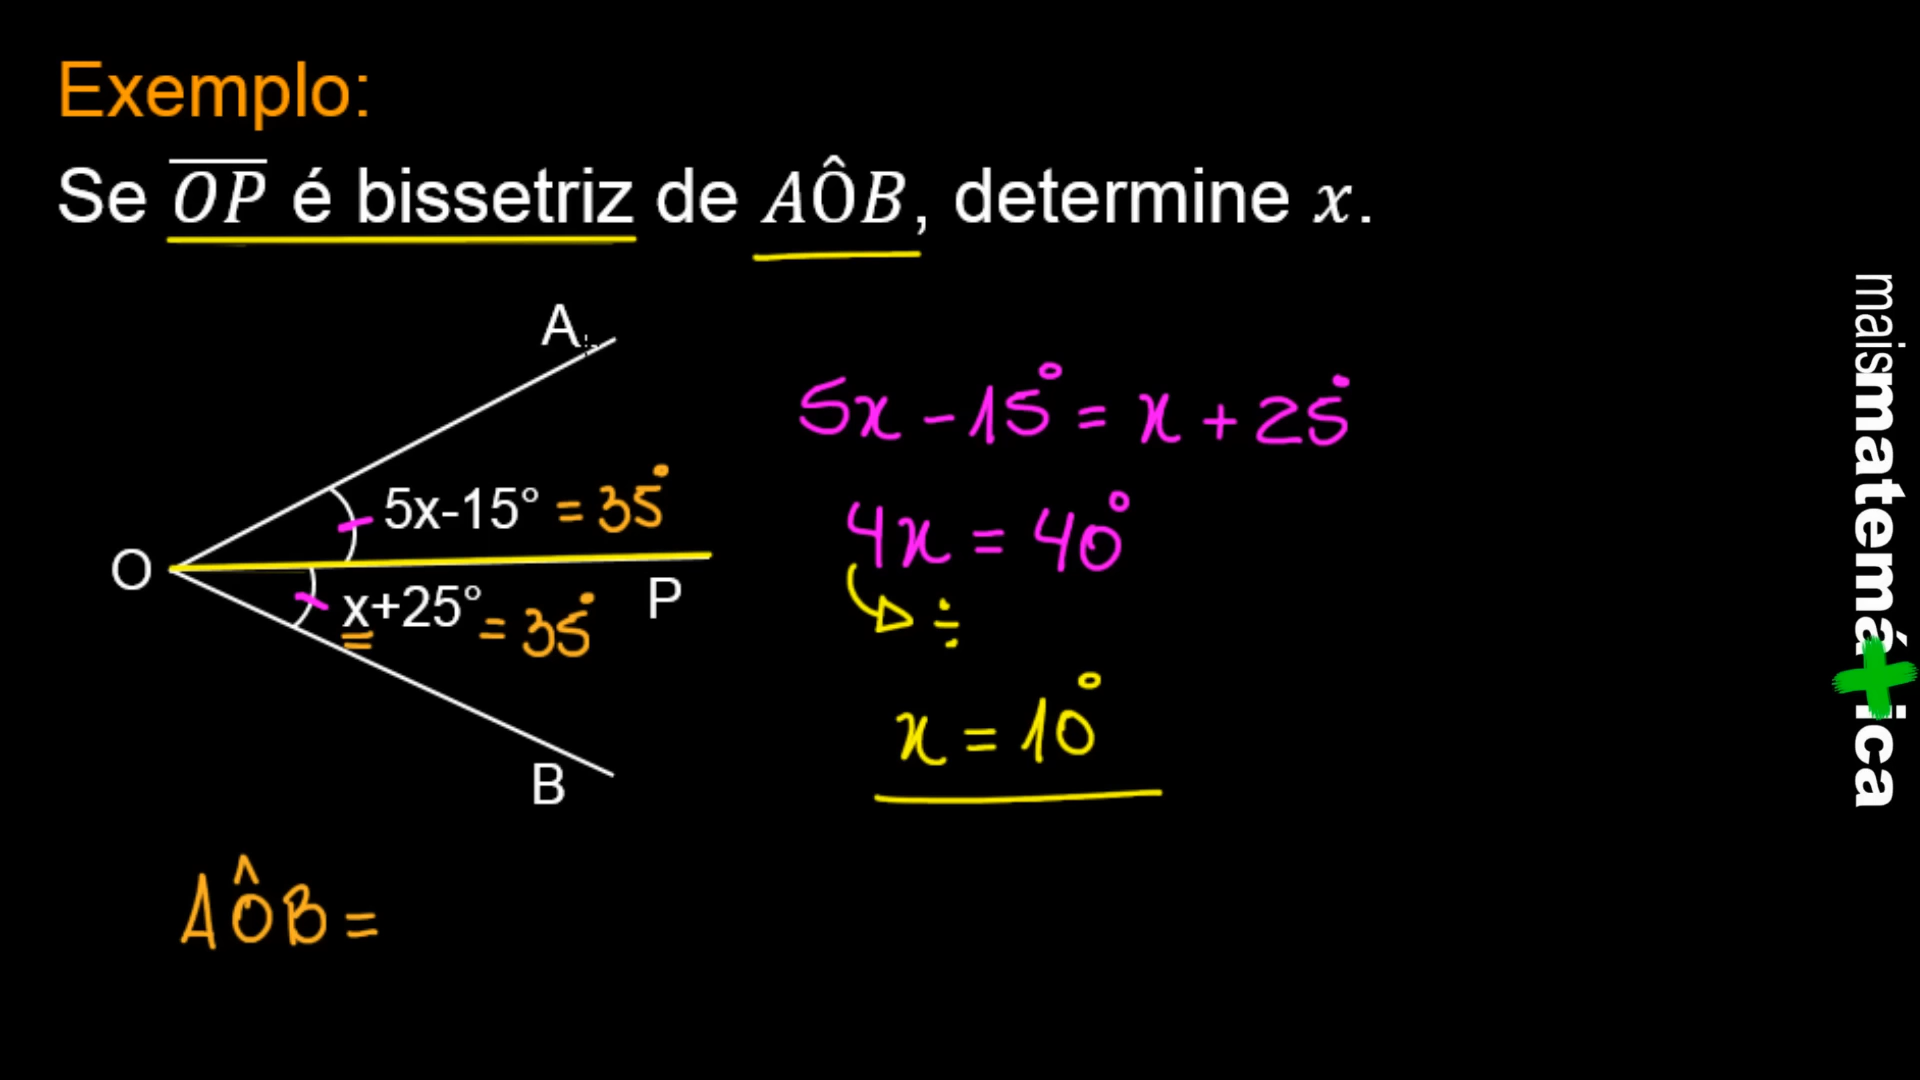 Exemplo:
Se OP é bissetriz de AÔB, determine x.
A
5x-15° = 35°
O
P
x+25° = 35°
B
5x - 15° = x + 25°
4x = 40°
÷
x = 10°
AÔB =
maismatemática